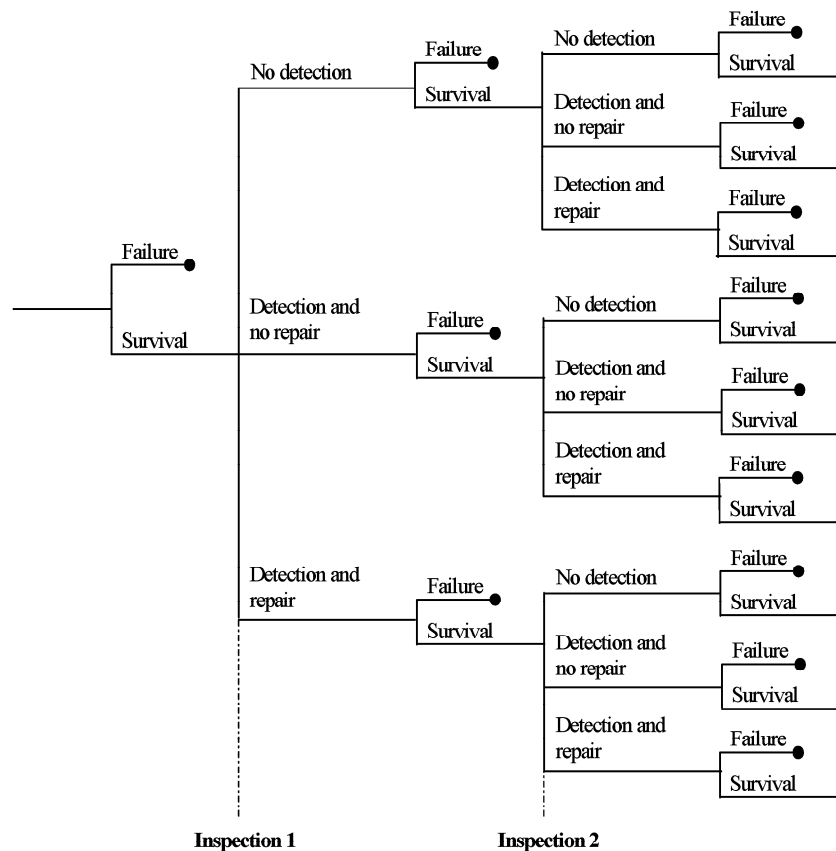 Failure
No detection
Failure
Survival
No detection
Failure
Survival
Detection and
no repair
Failure
Survival
Detection and
repair
Failure
Survival
Failure
Survival
Detection and
no repair
Failure
Survival
No detection
Failure
Survival
Detection and
no repair
Failure
Survival
Detection and
repair
Failure
Survival
Detection and
repair
Failure
Survival
No detection
Failure
Survival
Detection and
no repair
Failure
Survival
Detection and
repair
Failure
Survival
Inspection 1
Inspection 2